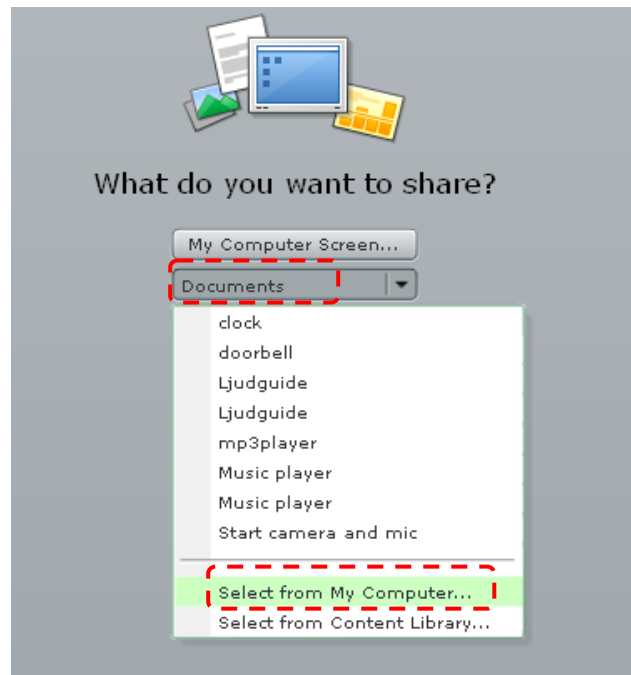 What do you want to share?
My Computer Screen...
Documents
clock
doorbell
Ljudguide
Ljudguide
mp3player
Music player
Music player
Start camera and mic
Select from My Computer...
Select from Content Library...